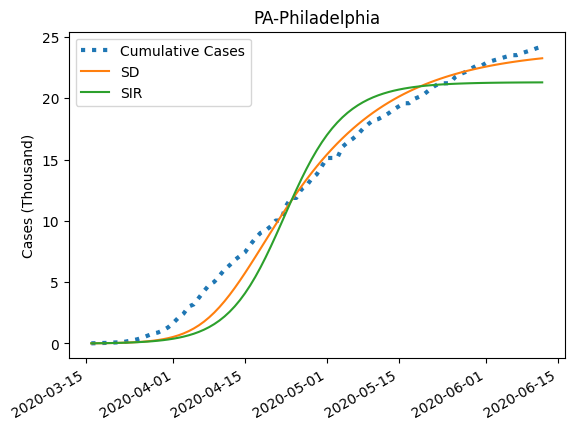 PA-Philadelphia
Cumulative Cases
SD
SIR
Cases (Thousand)
25
20
15
10
5
0
2020-03-15
2020-04-01
2020-04-15
2020-05-01
2020-05-15
2020-06-01
2020-06-15